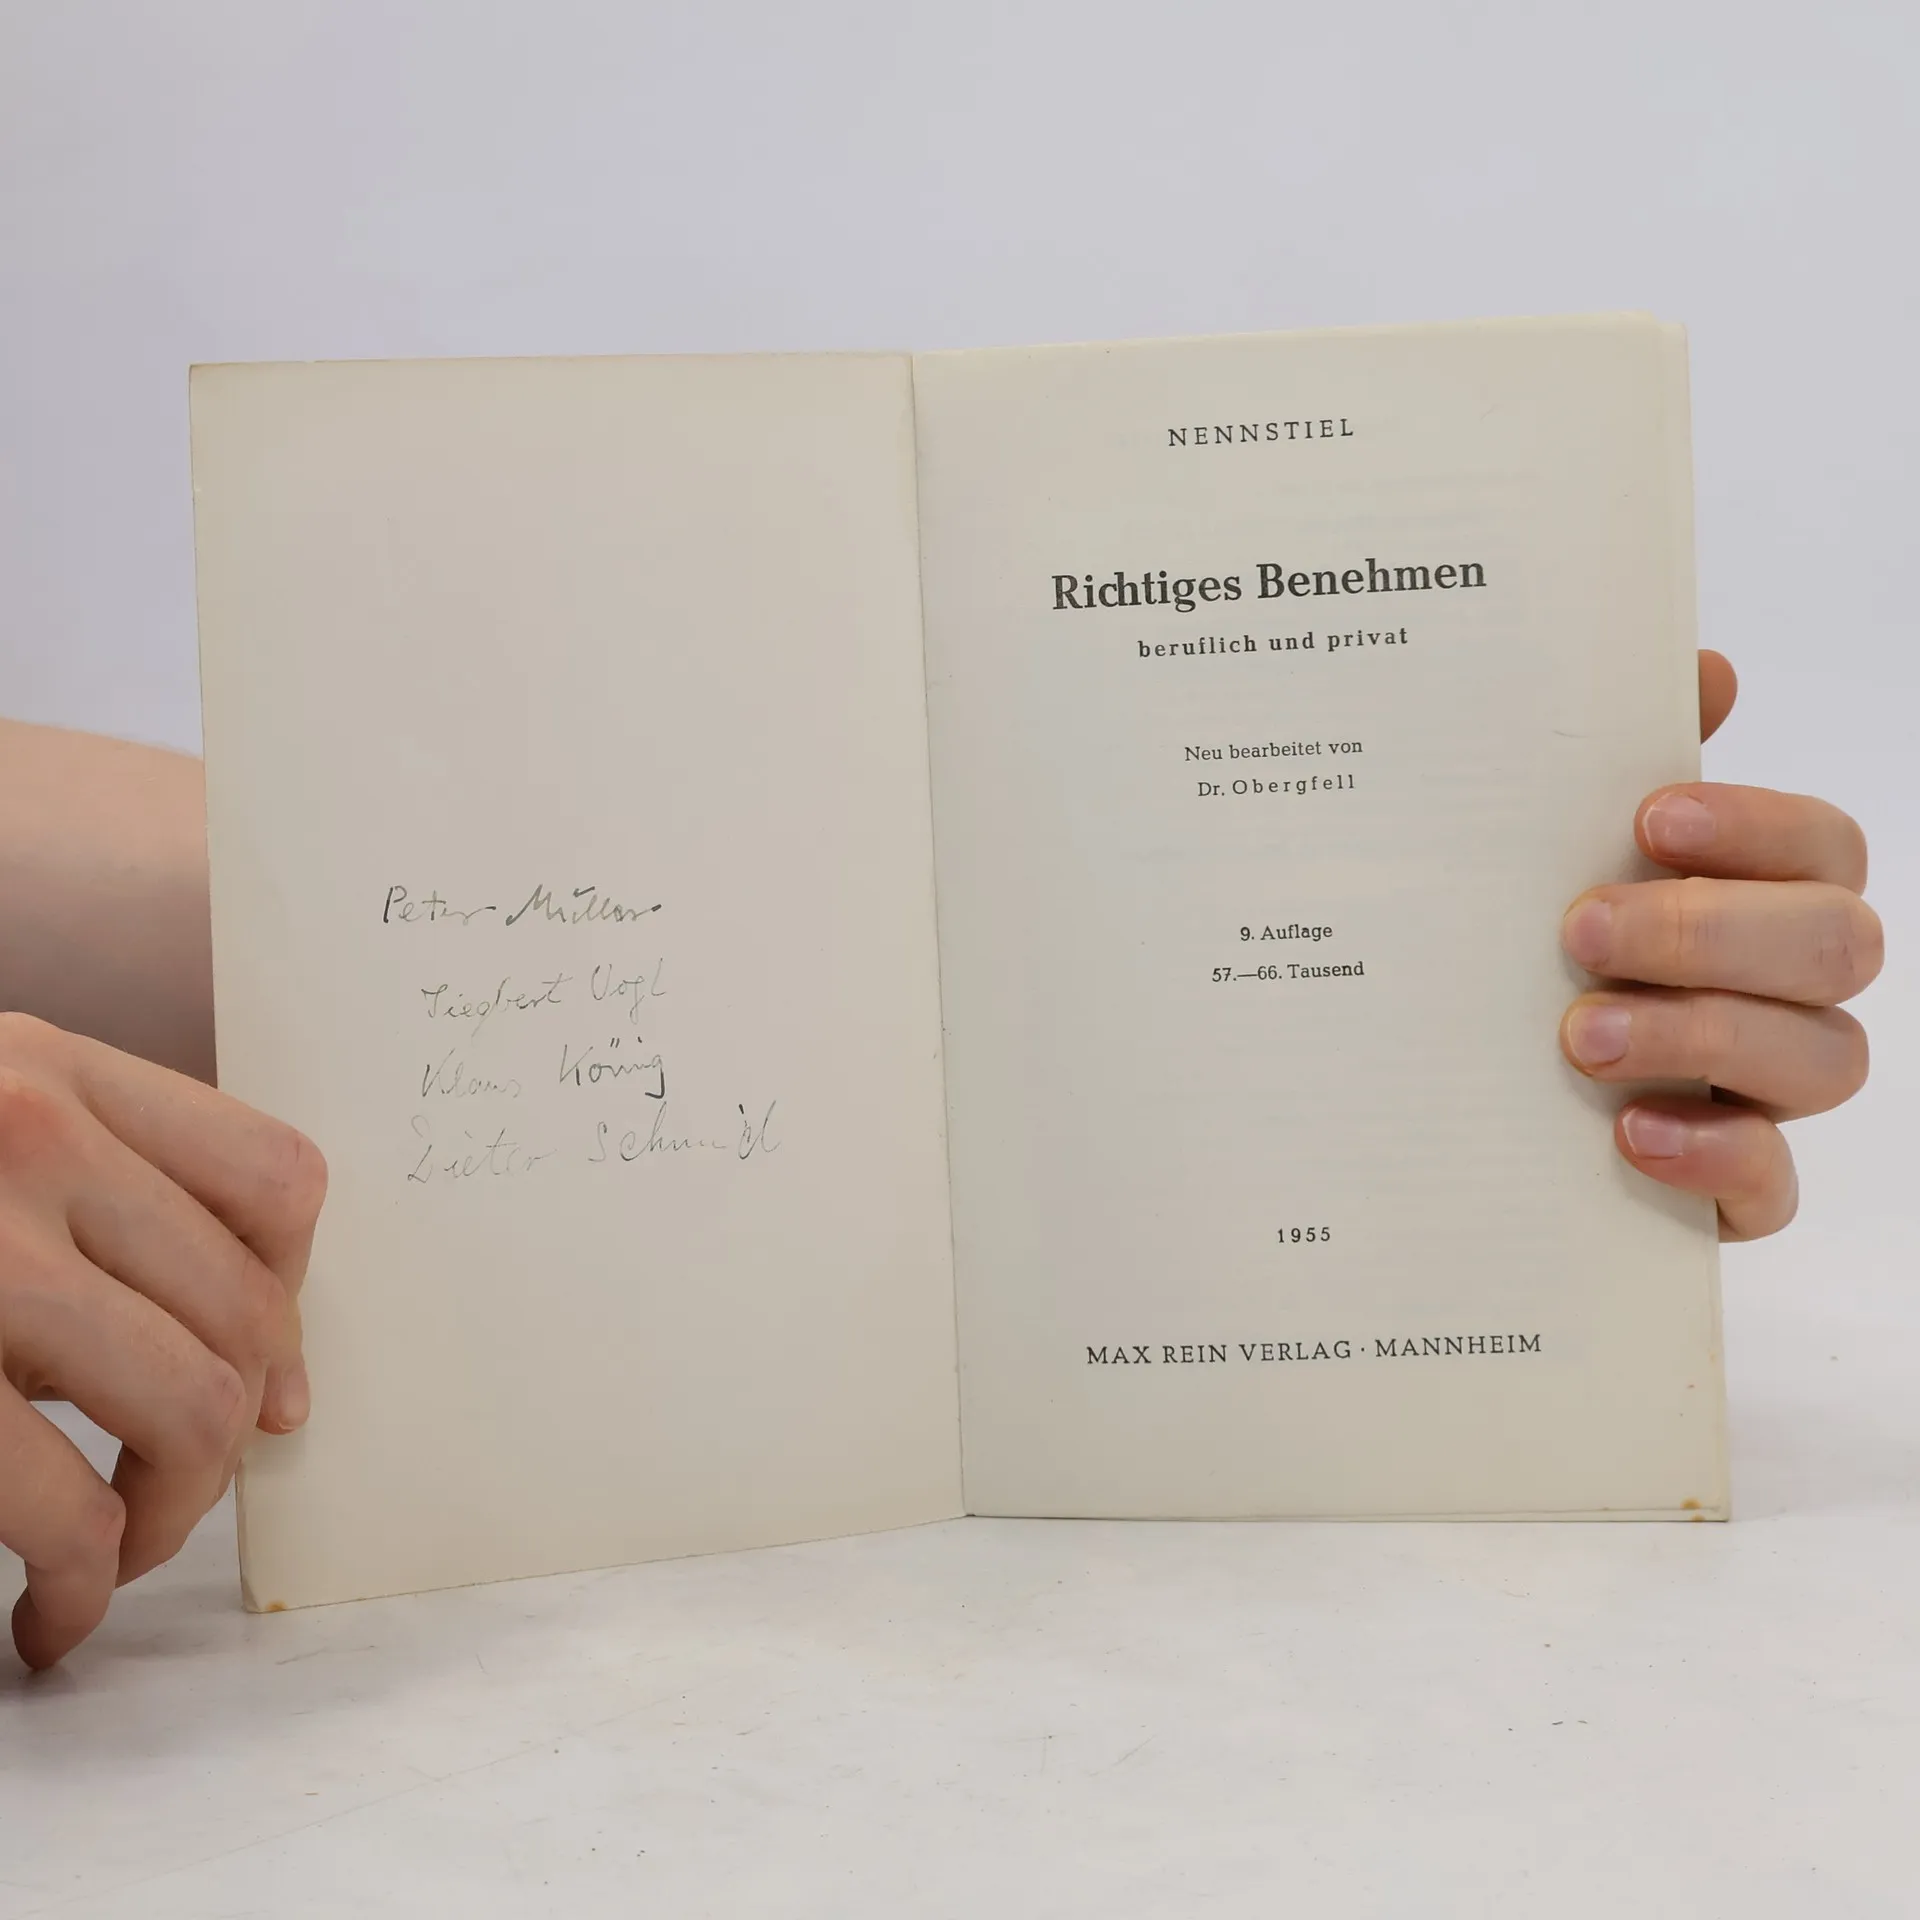 Peter Müller
Siegbert Vogl
Klaus König
Dieter Schmidl
NENNSTIEL
Richtiges Benehmen
beruflich und privat
Neu bearbeitet von
Dr. Obergfell
9. Auflage
57.—66. Tausend
1955
MAX REIN VERLAG · MANNHEIM